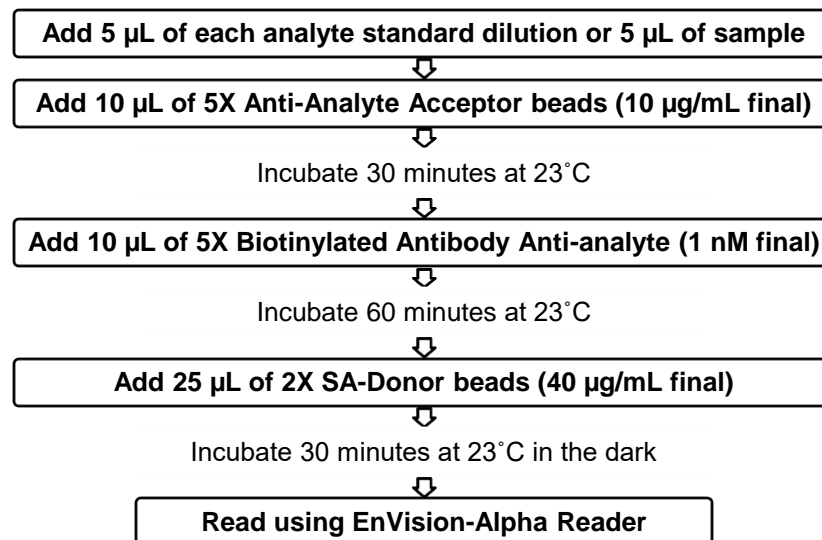 Add 5 µL of each analyte standard dilution or 5 µL of sample
Add 10 µL of 5X Anti-Analyte Acceptor beads (10 µg/mL final)
Incubate 30 minutes at 23˚C
Add 10 µL of 5X Biotinylated Antibody Anti-analyte (1 nM final)
Incubate 60 minutes at 23˚C
Add 25 µL of 2X SA-Donor beads (40 µg/mL final)
Incubate 30 minutes at 23˚C in the dark
Read using EnVision-Alpha Reader